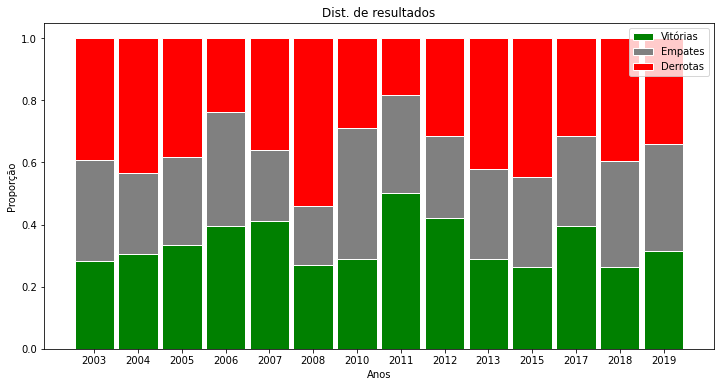 Dist. de resultados
Vitórias
Empates
Derrotas
Proporção
1.0
0.8
0.6
0.4
0.2
0.0
2003 2004 2005 2006 2007 2008 2010 2011 2012 2013 2015 2017 2018 2019
Anos